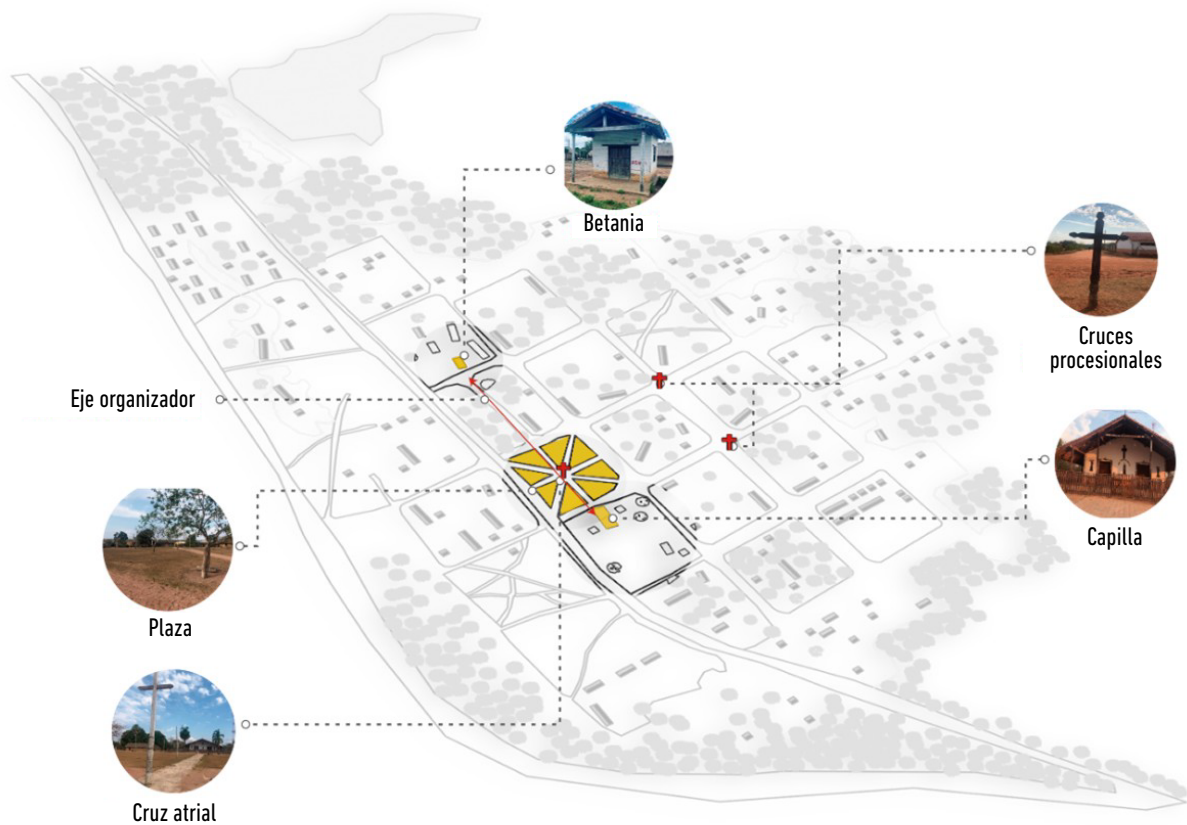 Betania
Cruces
procesionales
Eje organizador
Capilla
Plaza
Cruz atrial